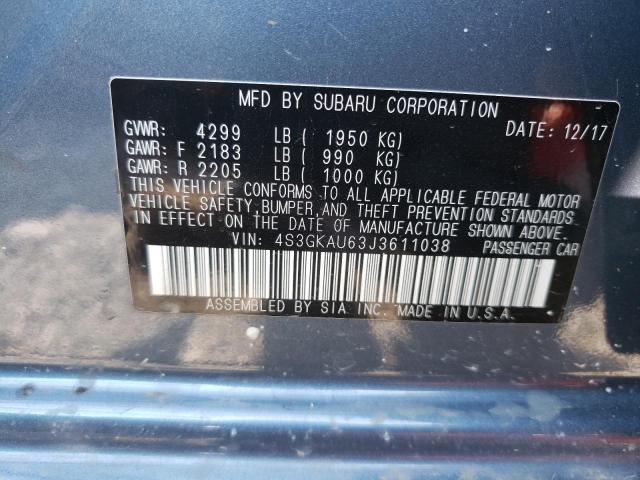 MFD BY SUBARU CORPORATION
GVWR: 4299 LB ( 1950 KG) DATE: 12/17
GAWR: F 2183 LB ( 990 KG)
GAWR: R 2205 LB ( 1000 KG)
THIS VEHICLE CONFORMS TO ALL APPLICABLE FEDERAL MOTOR
VEHICLE SAFETY, BUMPER, AND THEFT PREVENTION STANDARDS
IN EFFECT ON THE DATE OF MANUFACTURE SHOWN ABOVE.
VIN: 4S3GKAU63J3611038 PASSENGER CAR
ASSEMBLED BY SIA INC. MADE IN U.S.A.